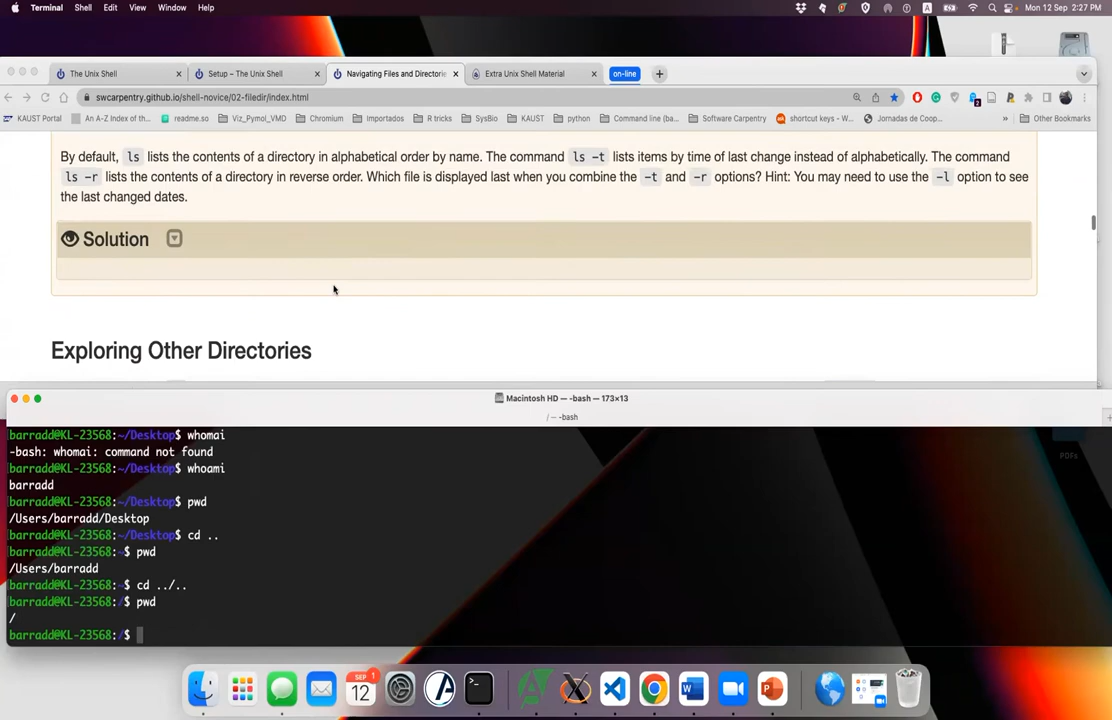 Terminal Shell Edit View Window Help
A Mon 12 Sep 2:27 PM
The Unix Shell × Setup – The Unix Shell × Navigating Files and Directorie × Extra Unix Shell Material × on-line +
swcarpentry.github.io/shell-novice/02-filedir/index.html
KAUST Portal An A-Z Index of th... readme.so Viz_Pymol_VMD Chromium importados R tricks SysBio KAUST python Command line (ba... Software Carpentry shortcut keys - W... Jornadas de Coop... » Other Bookmarks
By default, ls lists the contents of a directory in alphabetical order by name. The command ls -t lists items by time of last change instead of alphabetically. The command
ls -r lists the contents of a directory in reverse order. Which file is displayed last when you combine the -t and -r options? Hint: You may need to use the -l option to see
the last changed dates.
Solution
Exploring Other Directories
Macintosh HD — -bash — 173×13
/ — -bash
barradd@KL-23568:~/Desktop$ whomai
-bash: whomai: command not found
barradd@KL-23568:~/Desktop$ whoami
barradd
barradd@KL-23568:~/Desktop$ pwd
/Users/barradd/Desktop
barradd@KL-23568:~/Desktop$ cd ..
barradd@KL-23568:~$ pwd
/Users/barradd
barradd@KL-23568:~$ cd ../..
barradd@KL-23568:/$ pwd
/
barradd@KL-23568:/$
PDFs
SEP 1
12